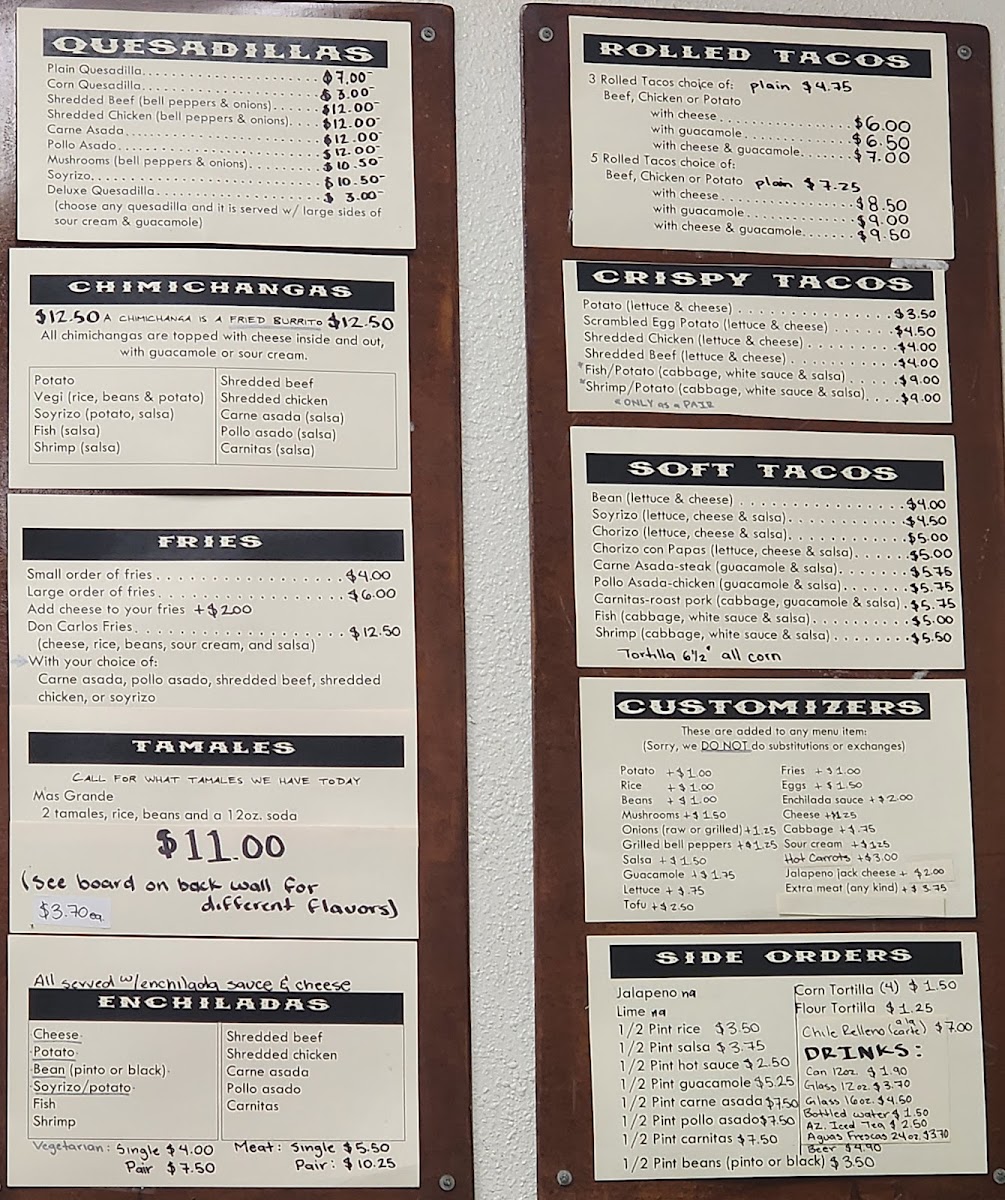 QUESADILLAS
Plain Quesadilla. $7.00
Corn Quesadilla. $3.00
Shredded Beef (bell peppers & onions). $12.00
Shredded Chicken (bell peppers & onions). $12.00
Carne Asada. $12.00
Pollo Asado. $12.00
Mushrooms (bell peppers & onions). $10.50
Soyrizo. $10.50
Deluxe Quesadilla. $3.00
(choose any quesadilla and it is served w/ large sides of
sour cream & guacamole)
CHIMICHANGAS
$12.50 A CHIMICHANGA IS A FRIED BURRITO $12.50
All chimichangas are topped with cheese inside and out,
with guacamole or sour cream.
Potato
Vegi (rice, beans & potato)
Soyrizo (potato, salsa)
Fish (salsa)
Shrimp (salsa)
Shredded beef
Shredded chicken
Carne asada (salsa)
Pollo asado (salsa)
Carnitas (salsa)
FRIES
Small order of fries. $4.00
Large order of fries. $6.00
Add cheese to your fries +$2.00
Don Carlos Fries. $12.50
(cheese, rice, beans, sour cream, and salsa)
With your choice of:
Carne asada, pollo asado, shredded beef, shredded
chicken, or soyrizo
TAMALES
CALL FOR WHAT TAMALES WE HAVE TODAY
Mas Grande
2 tamales, rice, beans and a 12oz. soda
$11.00
(see board on back wall for
different flavors)
$3.70 ea.
All served w/enchilada sauce & cheese
ENCHILADAS
Cheese
Potato
Bean (pinto or black)
Soyrizo/potato
Fish
Shrimp
Shredded beef
Shredded chicken
Carne asada
Pollo asado
Carnitas
Vegetarian: Single $4.00
Pair $7.50
Meat: Single $5.50
Pair: $10.25
ROLLED TACOS
3 Rolled Tacos choice of: plain $4.75
Beef, Chicken or Potato
with cheese. $6.00
with guacamole. $6.50
with cheese & guacamole. $7.00
5 Rolled Tacos choice of:
Beef, Chicken or Potato plain $7.25
with cheese. $8.50
with guacamole. $9.00
with cheese & guacamole. $9.50
CRISPY TACOS
Potato (lettuce & cheese) $3.50
Scrambled Egg Potato (lettuce & cheese) $4.50
Shredded Chicken (lettuce & cheese) $4.00
Shredded Beef (lettuce & cheese) $4.00
*Fish/Potato (cabbage, white sauce & salsa) $9.00
*Shrimp/Potato (cabbage, white sauce & salsa). $9.00
*ONLY as a PAIR
SOFT TACOS
Bean (lettuce & cheese) $4.00
Soyrizo (lettuce, cheese & salsa). $4.50
Chorizo (lettuce, cheese & salsa). $5.00
Chorizo con Papas (lettuce, cheese & salsa). $5.00
Carne Asada-steak (guacamole & salsa). $5.75
Pollo Asada-chicken (guacamole & salsa). $5.75
Carnitas-roast pork (cabbage, guacamole & salsa). $5.75
Fish (cabbage, white sauce & salsa). $5.00
Shrimp (cabbage, white sauce & salsa) $5.50
Tortilla 6½" all corn
CUSTOMIZERS
These are added to any menu item:
(Sorry, we DO NOT do substitutions or exchanges)
Potato +$1.00
Rice +$1.00
Beans +$1.00
Mushrooms +$1.50
Onions (raw or grilled) +1.25
Grilled bell peppers +$1.25
Salsa +$1.50
Guacamole +$1.75
Lettuce +$.75
Tofu +$2.50
Fries +$1.00
Eggs +$1.50
Enchilada sauce +$2.00
Cheese +$1.25
Cabbage +$.75
Sour cream +$1.25
Hot Carrots +$3.00
Jalapeno jack cheese + $2.00
Extra meat (any kind) +$3.75
SIDE ORDERS
Jalapeno na
Lime na
1/2 Pint rice $3.50
1/2 Pint salsa $3.75
1/2 Pint hot sauce $2.50
1/2 Pint guacamole $5.25
1/2 Pint carne asada $7.50
1/2 Pint pollo asado $7.50
1/2 Pint carnitas $7.50
1/2 Pint beans (pinto or black) $3.50
Corn Tortilla (4) $1.50
Flour Tortilla $1.25
Chile Relleno (a la carte) $7.00
DRINKS:
Can 12oz. $1.90
Glass 12oz. $3.70
Glass 16oz. $4.50
Bottled water $1.50
AZ. Iced Tea $2.50
Aguas Frescas 24oz. $3.70
Beer $4.90